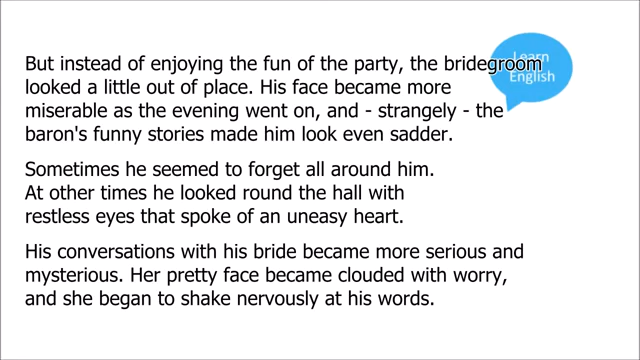 Learn
English
But instead of enjoying the fun of the party, the bridegroom
looked a little out of place. His face became more
miserable as the evening went on, and - strangely - the
baron's funny stories made him look even sadder.
Sometimes he seemed to forget all around him.
At other times he looked round the hall with
restless eyes that spoke of an uneasy heart.
His conversations with his bride became more serious and
mysterious. Her pretty face became clouded with worry,
and she began to shake nervously at his words.